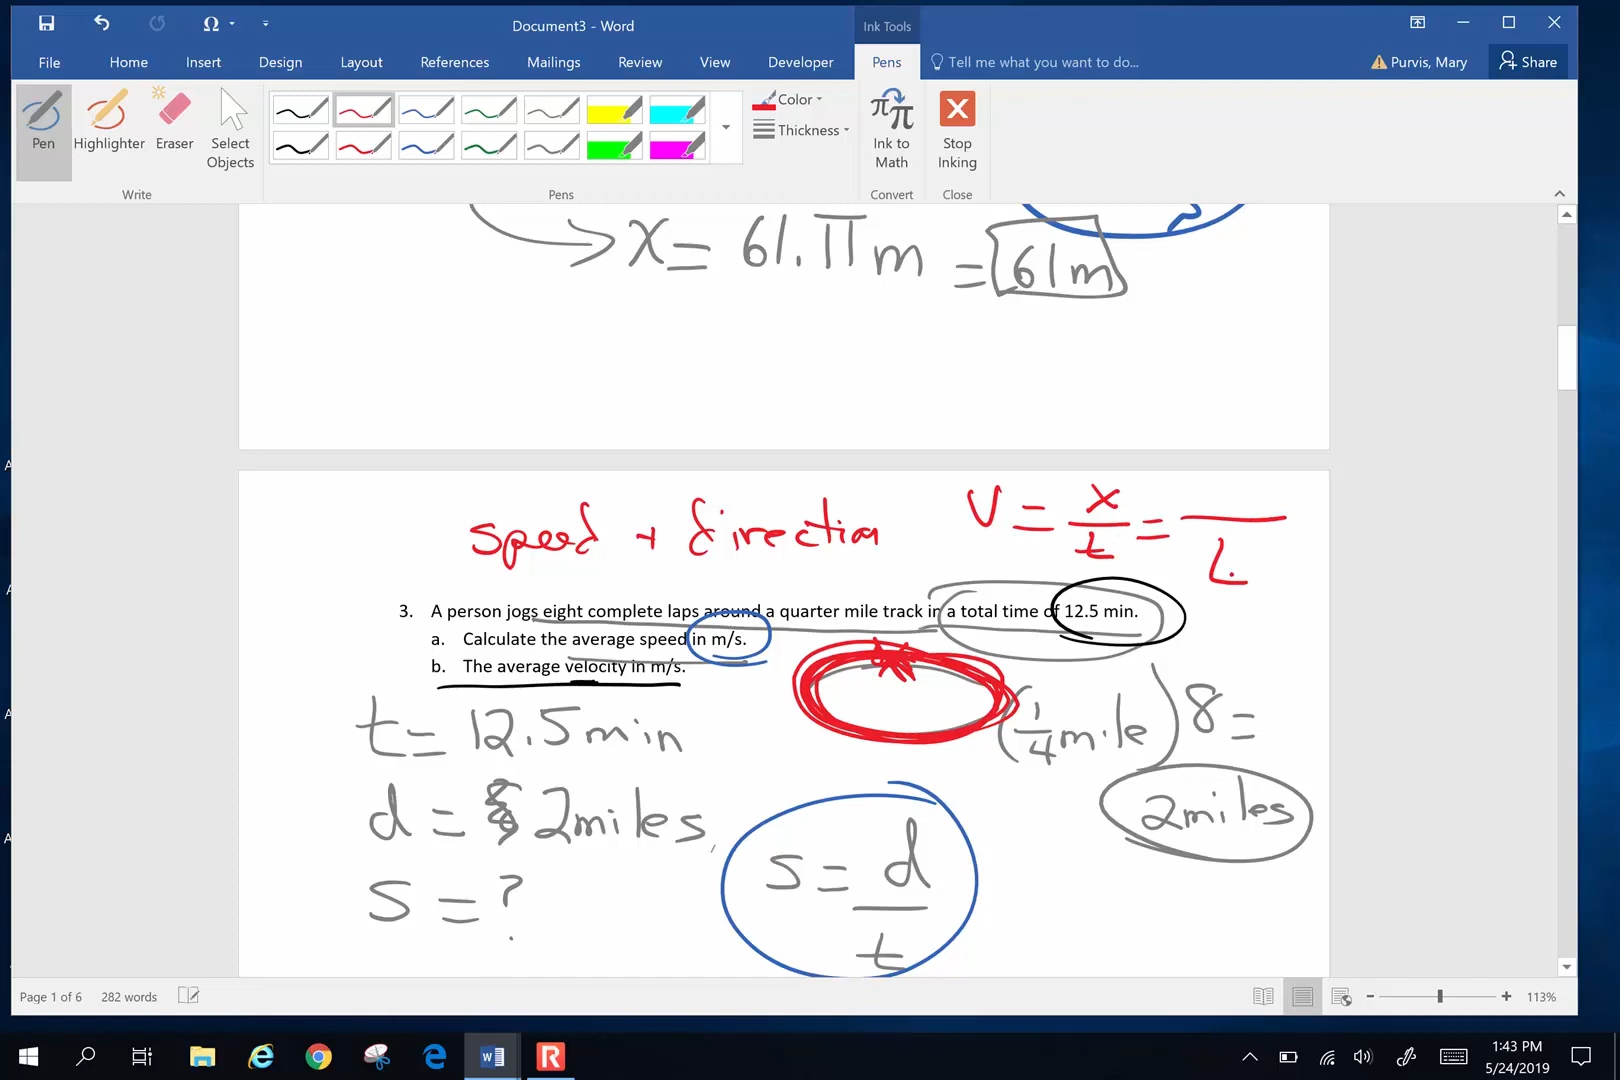 Document3 - Word
Ink Tools
File Home Insert Design Layout References Mailings Review View Developer Pens Tell me what you want to do... Purvis, Mary Share
Pen Highlighter Eraser Select Objects
Color
Thickness
Ink to Math
Stop Inking
Write Pens Convert Close
x = 61.11 m = 61 m
speed + direction
V = x/t =
3. A person jogs eight complete laps around a quarter mile track in a total time of 12.5 min.
a. Calculate the average speed in m/s.
b. The average velocity in m/s.
t = 12.5 min
(1/4 mile) 8 =
2 miles
d = 2 miles
s = ?
s = d/t
Page 1 of 6 282 words 113%
1:43 PM
5/24/2019